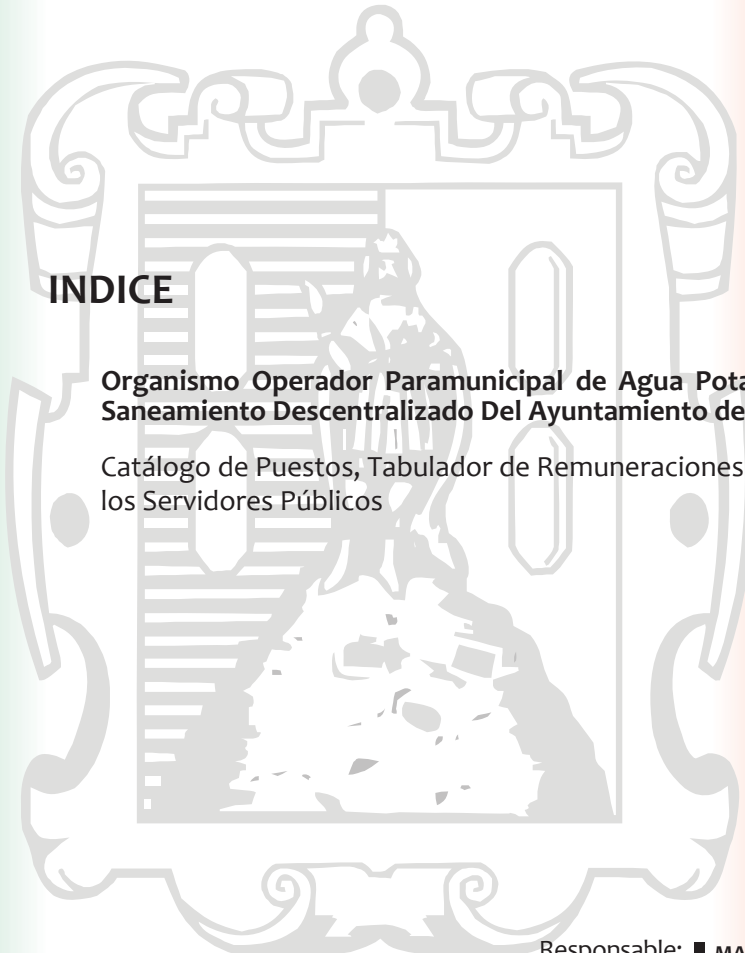 INDICE
Organismo Operador Paramunicipal de Agua
Saneamiento Descentralizado Del Ayuntamiento de
Catálogo de Puestos, Tabulador de Remuneraciones
los Servidores Públicos
Responsable: